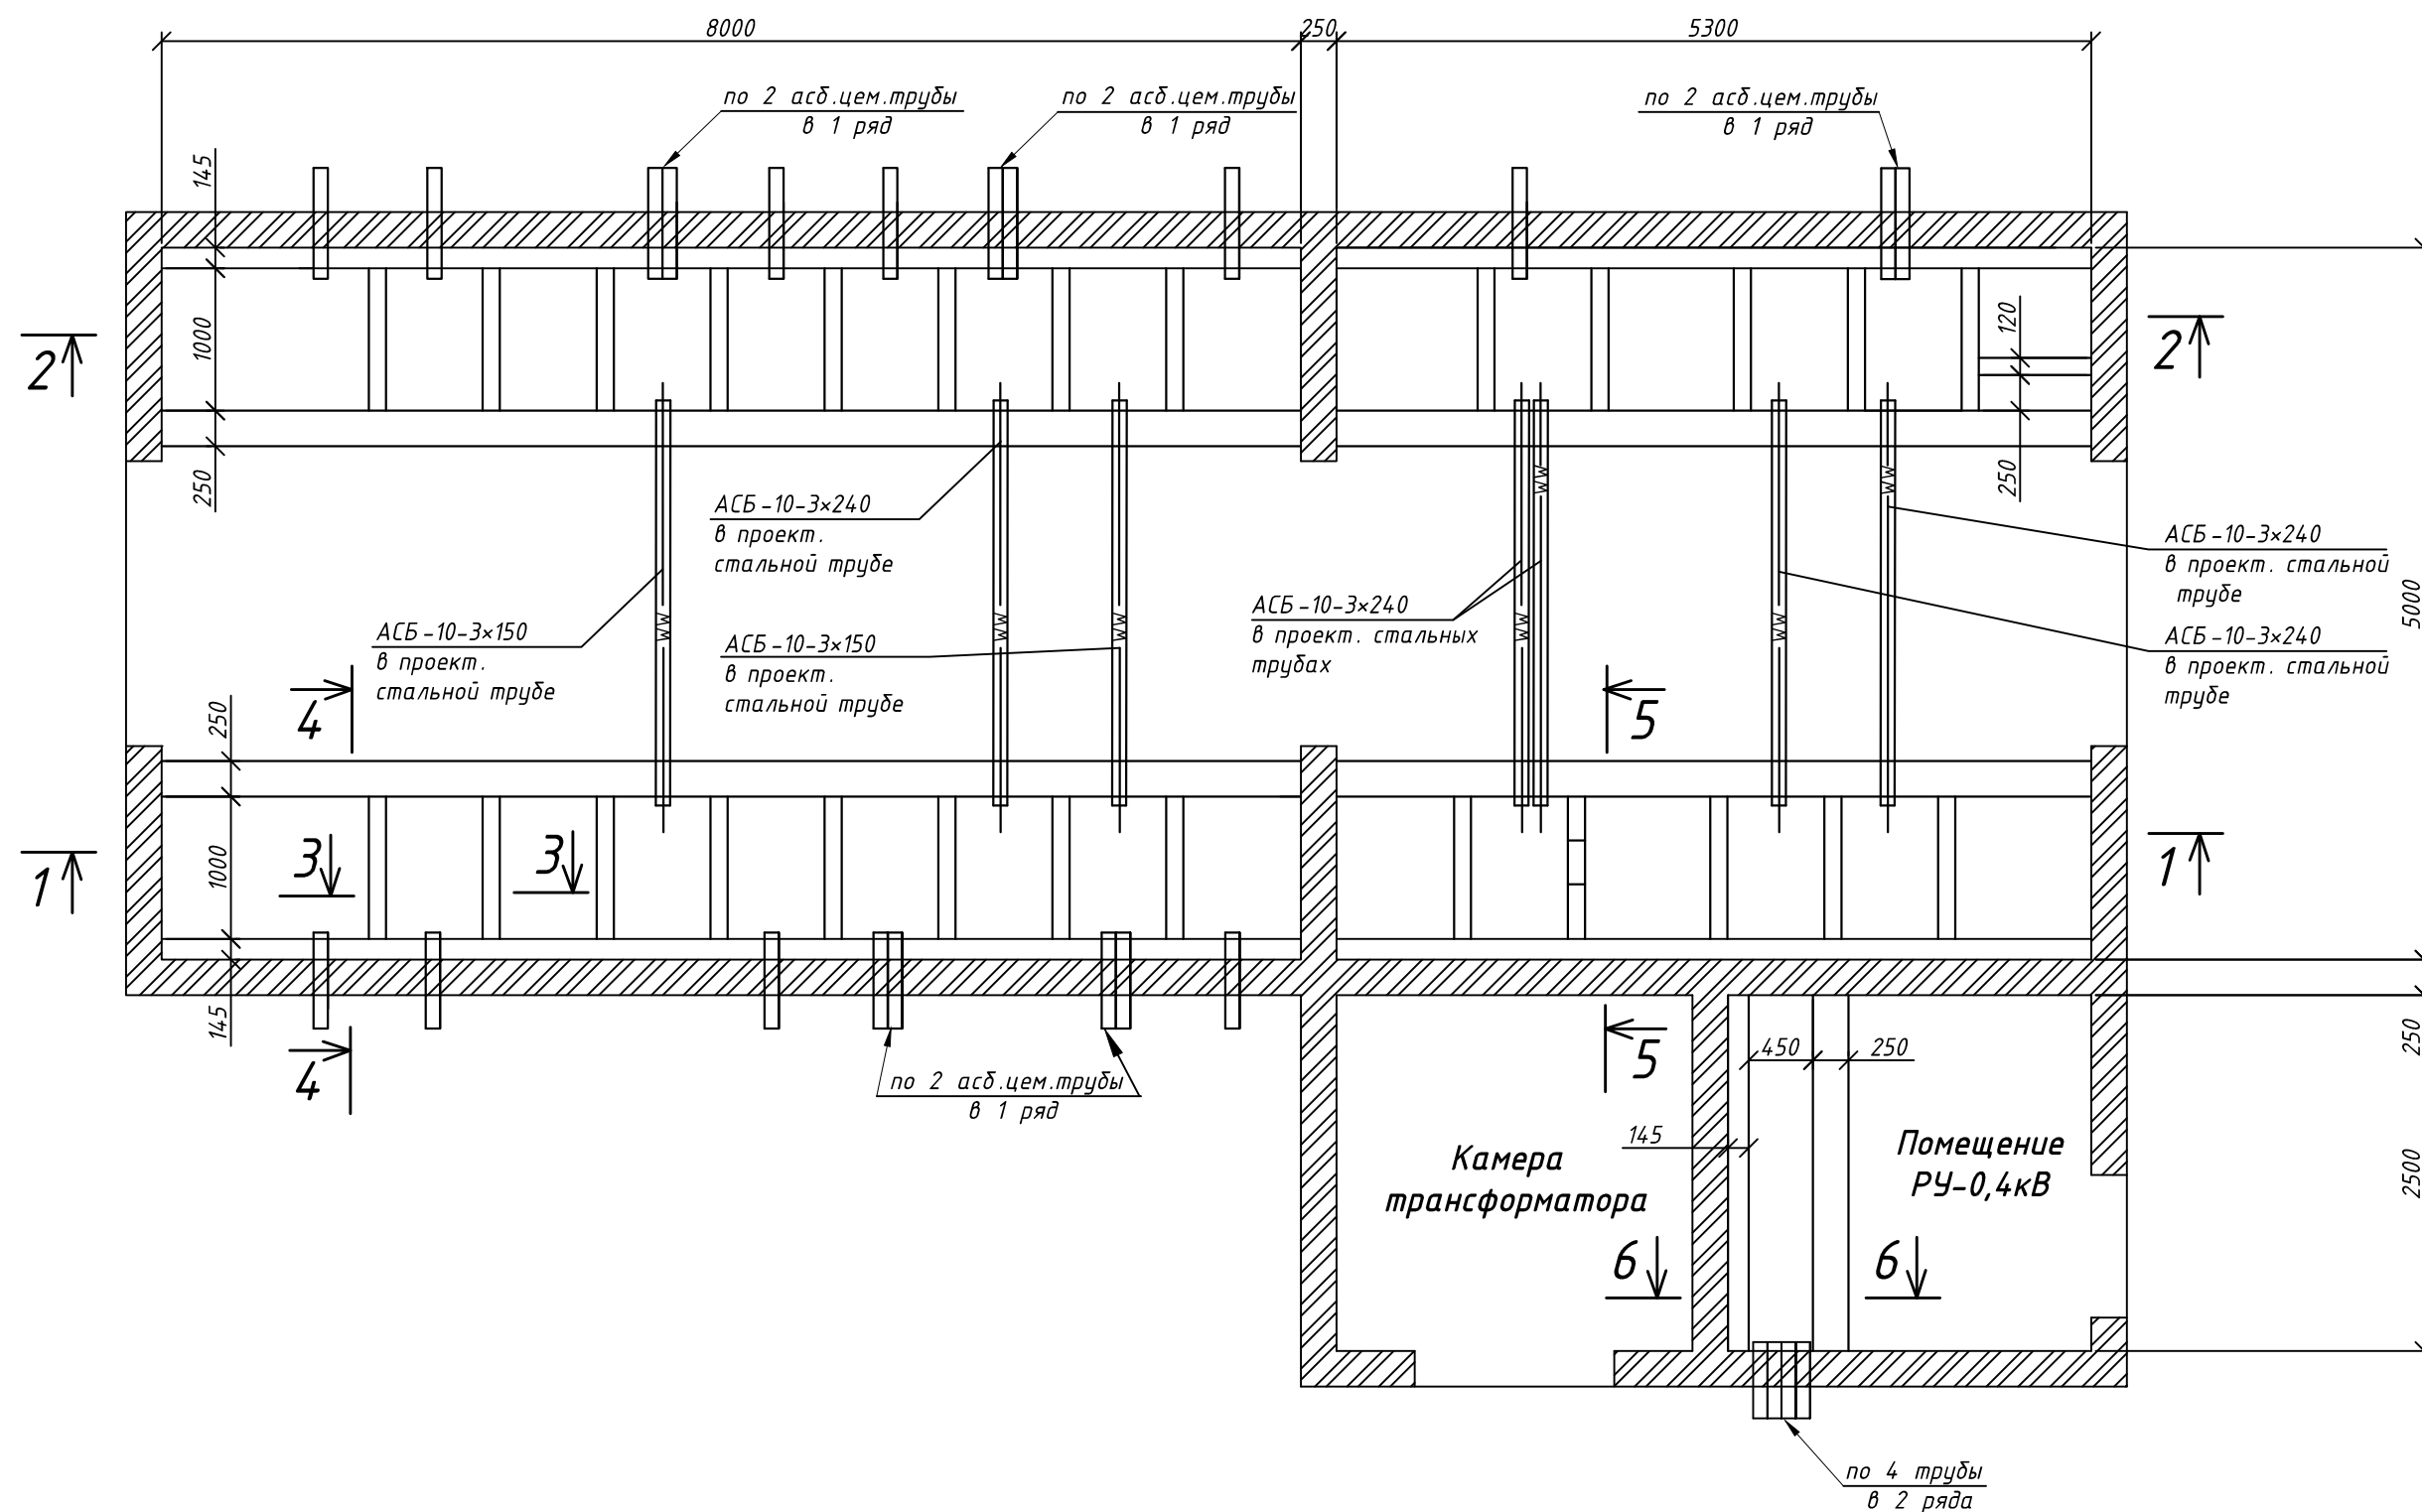 8000
250
5300
по 2 асб.цем.трубы
в 1 ряд
по 2 асб.цем.трубы
в 1 ряд
по 2 асб.цем.трубы
в 1 ряд
145
1000
250
120
250
2
2
АСБ-10-3×240
в проект.
стальной трубе
АСБ-10-3×150
в проект.
стальной трубе
АСБ-10-3×150
в проект.
стальной трубе
АСБ-10-3×240
в проект. стальных
трубах
АСБ-10-3×240
в проект. стальной
трубе
АСБ-10-3×240
в проект. стальной
трубе
5000
4
5
250
1000
145
3
3
1
1
4
5
по 2 асб.цем.трубы
в 1 ряд
450
250
145
250
2500
Камера
трансформатора
Помещение
РУ-0,4кВ
6
6
по 4 трубы
в 2 ряда